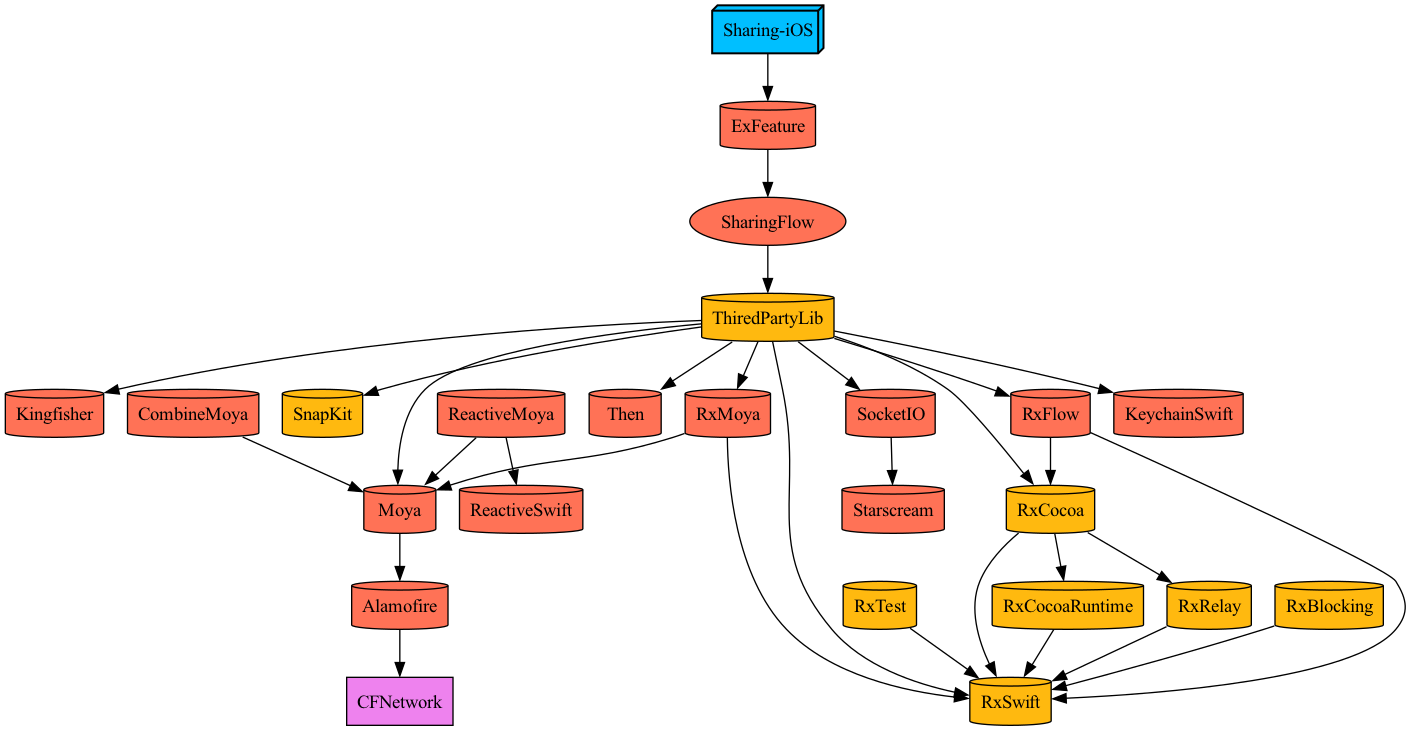 Sharing-iOS
ExFeature
SharingFlow
ThiredPartyLib
Kingfisher
CombineMoya
SnapKit
ReactiveMoya
Then
RxMoya
SocketIO
RxFlow
KeychainSwift
Moya
ReactiveSwift
Starscream
RxCocoa
Alamofire
RxTest
RxCocoaRuntime
RxRelay
RxBlocking
CFNetwork
RxSwift